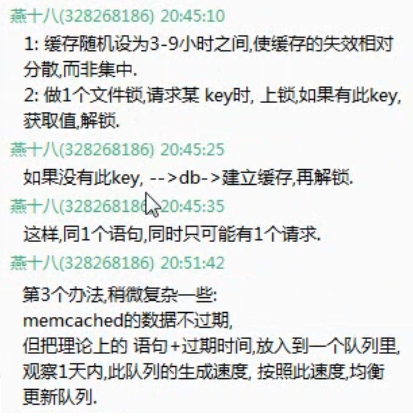 燕十八(328268186) 20:45:10
1: 缓存随机设为3-9小时之间,使缓存的失效相对
分散,而非集中.
2: 做1个文件锁,请求某 key时, 上锁,如果有此key,
获取值,解锁.
燕十八(328268186) 20:45:25
如果没有此key, -->db->建立缓存,再解锁.
燕十八(328268186) 20:45:35
这样,同1个语句,同时只可能有1个请求.
燕十八(328268186) 20:51:42
第3个办法,稍微复杂一些:
memcached的数据不过期,
但把理论上的 语句+过期时间,放入到一个队列里,
观察1天内,此队列的生成速度, 按照此速度,均衡
更新队列.